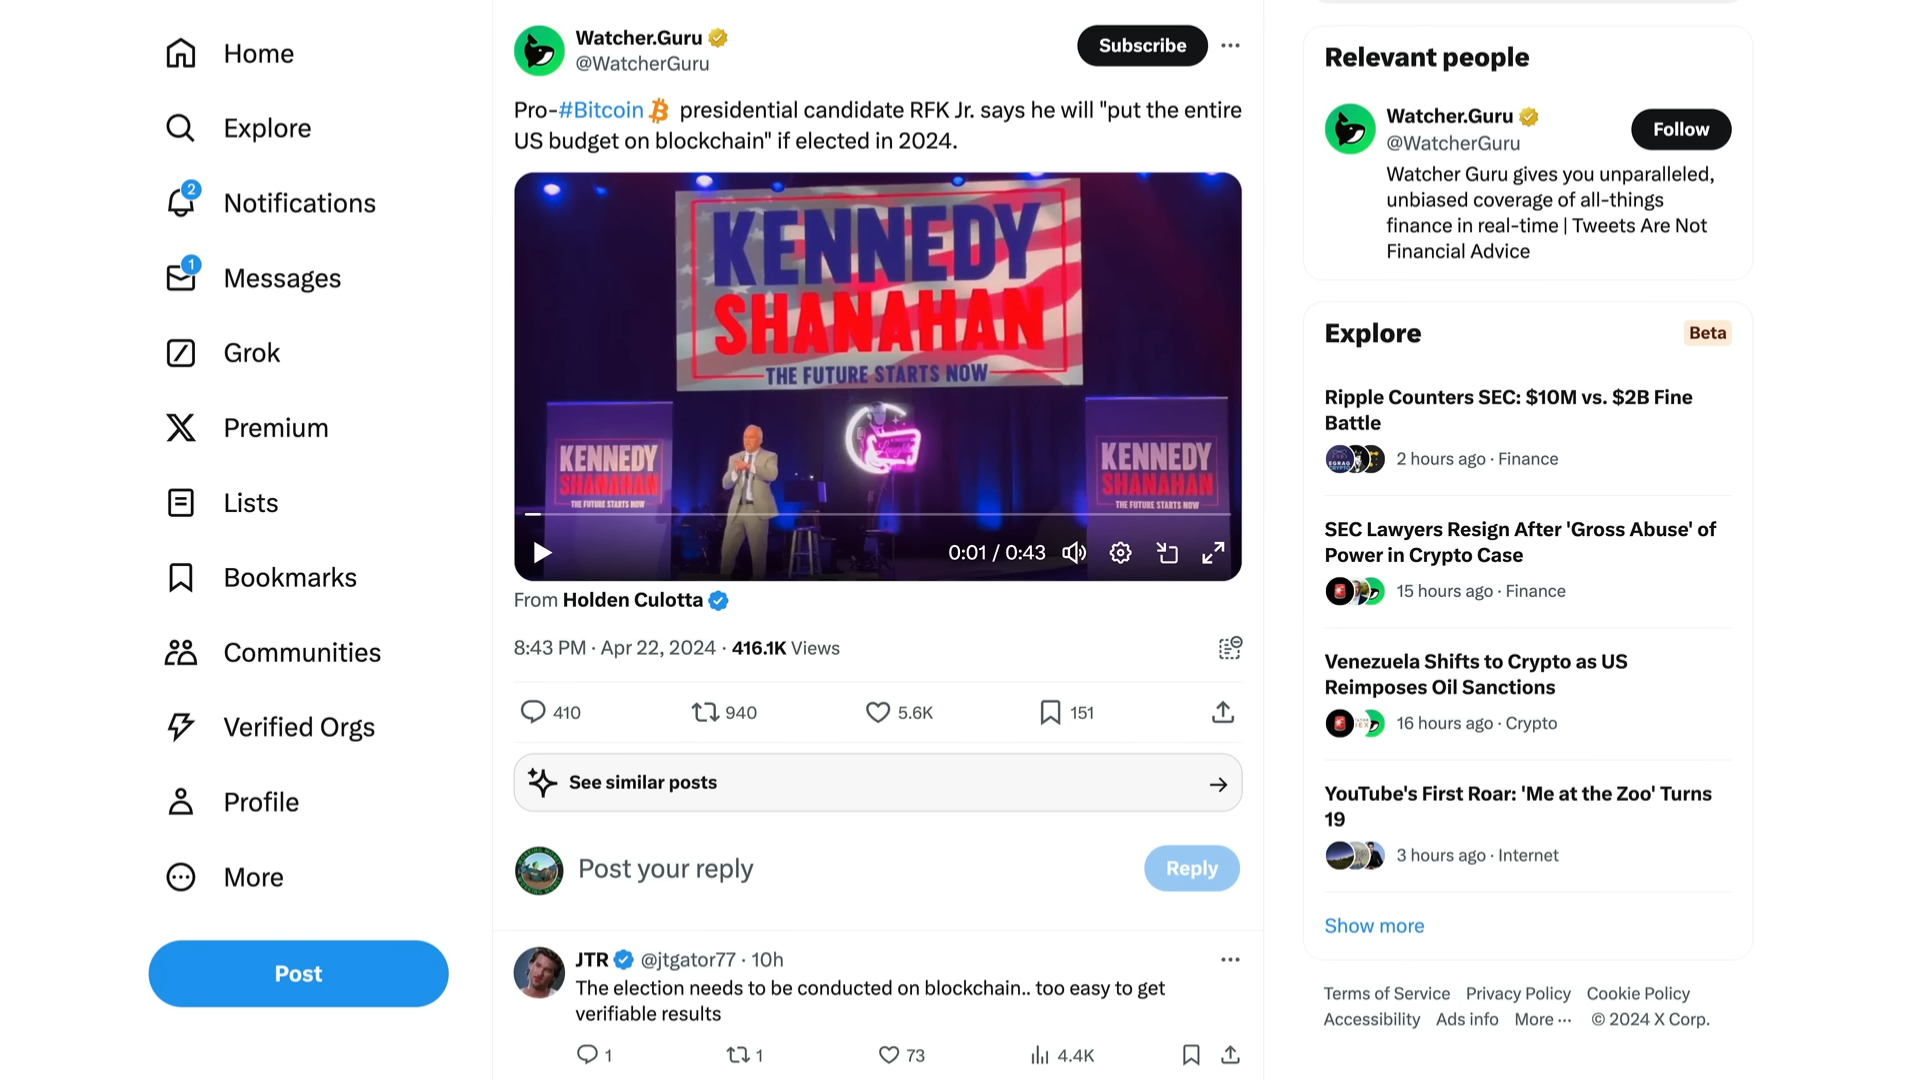 Home
Explore
2
Notifications
1
Messages
Grok
Premium
Lists
Bookmarks
Communities
Verified Orgs
Profile
More
Post
Watcher.Guru
@WatcherGuru
Subscribe
Pro-#Bitcoin presidential candidate RFK Jr. says he will "put the entire
US budget on blockchain" if elected in 2024.
KENNEDY
SHANAHAN
THE FUTURE STARTS NOW
KENNEDY
SHANAHAN
THE FUTURE STARTS NOW
KENNEDY
SHANAHAN
THE FUTURE STARTS NOW
0:01 / 0:43
From Holden Culotta
8:43 PM · Apr 22, 2024 · 416.1K Views
410 940 5.6K 151
See similar posts
Post your reply
Reply
JTR @jtgator77 · 10h
The election needs to be conducted on blockchain.. too easy to get
verifiable results
1 1 73 4.4K
Relevant people
Watcher.Guru
@WatcherGuru
Follow
Watcher Guru gives you unparalleled,
unbiased coverage of all-things
finance in real-time | Tweets Are Not
Financial Advice
Explore
Beta
Ripple Counters SEC: $10M vs. $2B Fine
Battle
2 hours ago · Finance
SEC Lawyers Resign After 'Gross Abuse' of
Power in Crypto Case
15 hours ago · Finance
Venezuela Shifts to Crypto as US
Reimposes Oil Sanctions
16 hours ago · Crypto
YouTube's First Roar: 'Me at the Zoo' Turns
19
3 hours ago · Internet
Show more
Terms of Service Privacy Policy Cookie Policy
Accessibility Ads info More ··· © 2024 X Corp.